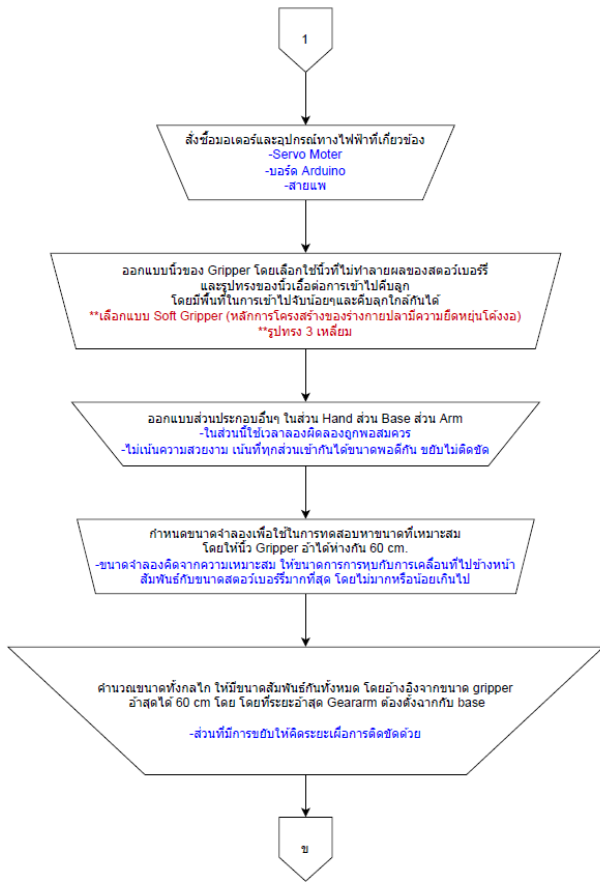 1
สั่งซื้อมอเตอร์และอุปกรณ์ทางไฟฟ้าที่เกี่ยวข้อง
-Servo Moter
-บอร์ด Arduino
-สายแพ
ออกแบบนิ้วของ Gripper โดยเลือกใช้นิ้วที่ไม่ทำลายผลของสตอว์เบอร์รี่
และรูปทรงของนิ้วเอื้อต่อการเข้าไปคีบลูก
โดยมีพื้นที่ในการเข้าไปจับน้อยๆและคีบลูกใกล้กันได้
**เลือกแบบ Soft Gripper (หลักการโครงสร้างของร่างกายปลามีความยืดหยุ่นโค้งงอ)
**รูปทรง 3 เหลี่ยม
ออกแบบส่วนประกอบอื่นๆ ในส่วน Hand ส่วน Base ส่วน Arm
-ในส่วนนี้ใช้เวลาลองผิดลองถูกพอสมควร
-ไม่เน้นความสวยงาม เน้นที่ทุกส่วนเข้ากันได้ขนาดพอดีกัน ขยับไม่ติดขัด
กำหนดขนาดจำลองเพื่อใช้ในการทดสอบหาขนาดที่เหมาะสม
โดยให้นิ้ว Gripper อ้าได้ห่างกัน 60 cm.
-ขนาดจำลองคิดจากความเหมาะสม ให้ขนาดการการหุบกับการเคลื่อนที่ไปข้างหน้า
สัมพันธ์กับขนาดสตอว์เบอร์รี่มากที่สุด โดยไม่มากหรือน้อยเกินไป
คำนวณขนาดทั้งกลไก ให้มีขนาดสัมพันธ์กันทั้งหมด โดยอ้างอิงจากขนาด gripper
อ้าสุดได้ 60 cm โดย โดยที่ระยะอ้าสุด Geararm ต้องตั้งฉากกับ base
-ส่วนที่มีการขยับให้คิดระยะเผื่อการติดขัดด้วย
ข